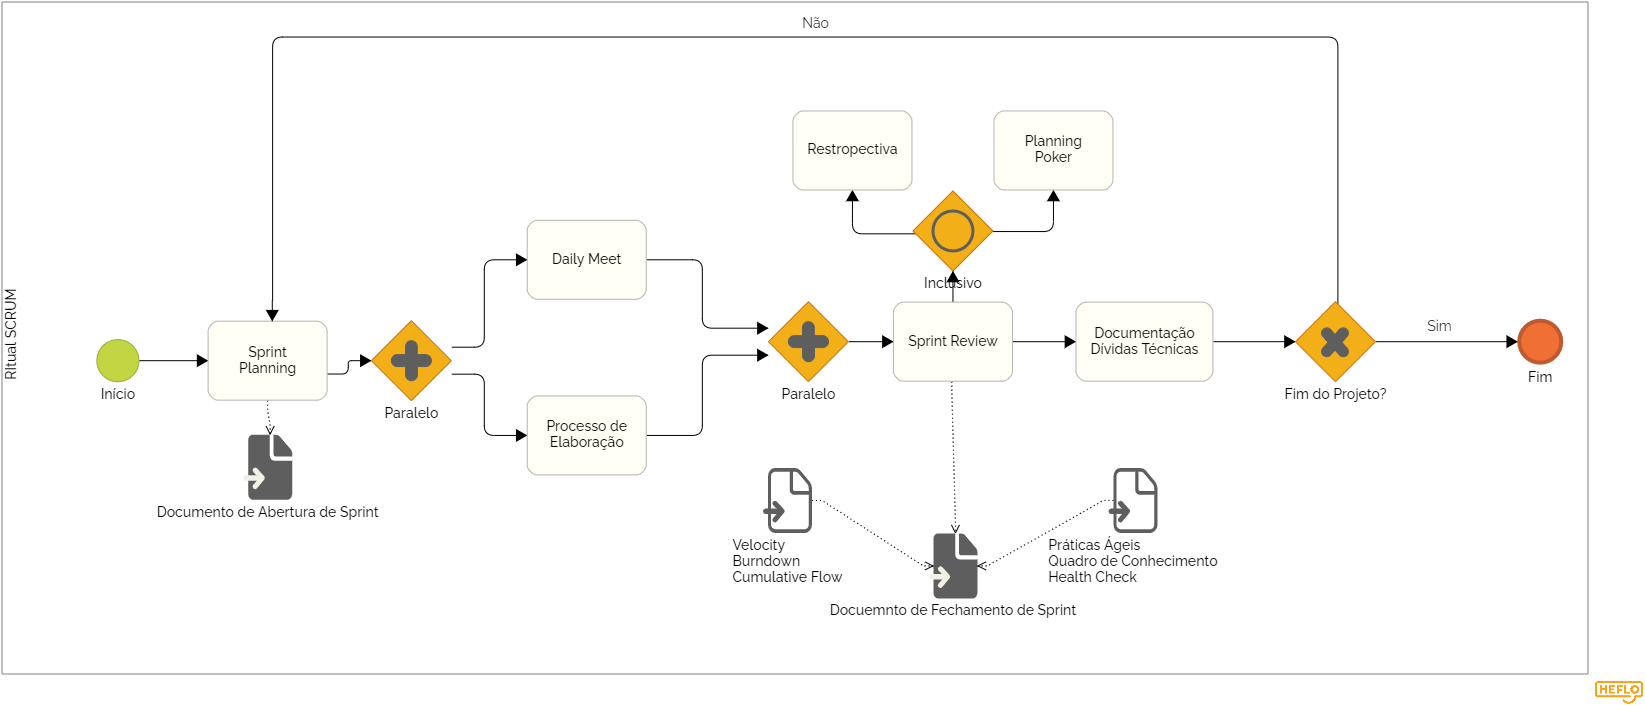 Não
Restropectiva
Planning
Poker
Daily Meet
Inclusivo
RItual SCRUM
Sprint
Planning
Sprint Review
Documentação
Dívidas Técnicas
Sim
Início
Paralelo
Paralelo
Fim do Projeto?
Fim
Processo de
Elaboração
Documento de Abertura de Sprint
Velocity
Burndown
Cumulative Flow
Práticas Ágeis
Quadro de Conhecimento
Health Check
Docuemnto de Fechamento de Sprint
HEFLO